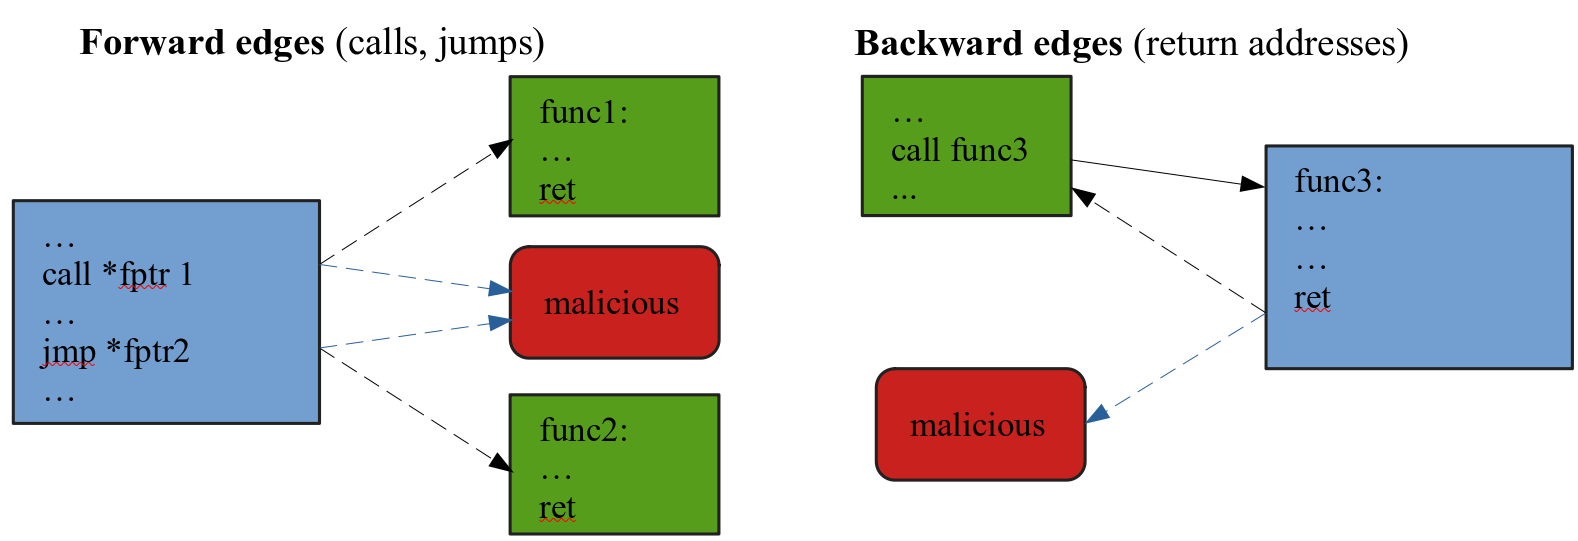 Forward edges (calls, jumps)
func1:
…
ret
…
call *fptr 1
…
jmp *fptr2
…
malicious
func2:
…
ret
Backward edges (return addresses)
…
call func3
...
func3:
…
…
ret
malicious